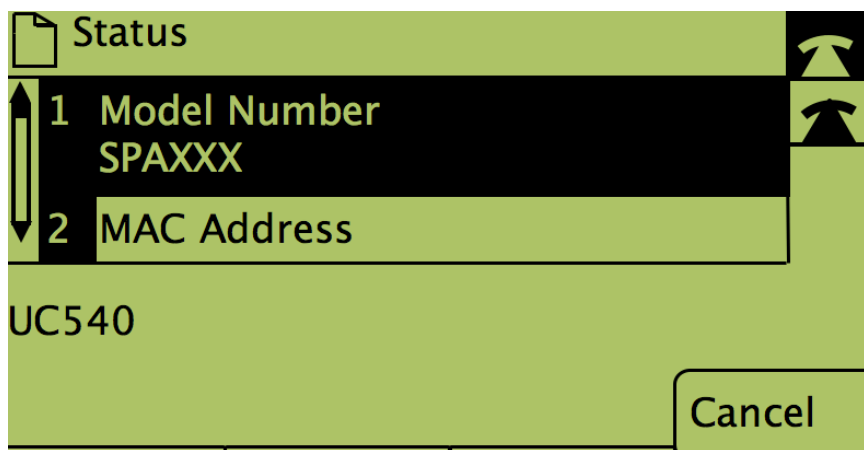 Status
1 Model Number
SPAXXX
2 MAC Address
UC540
Cancel